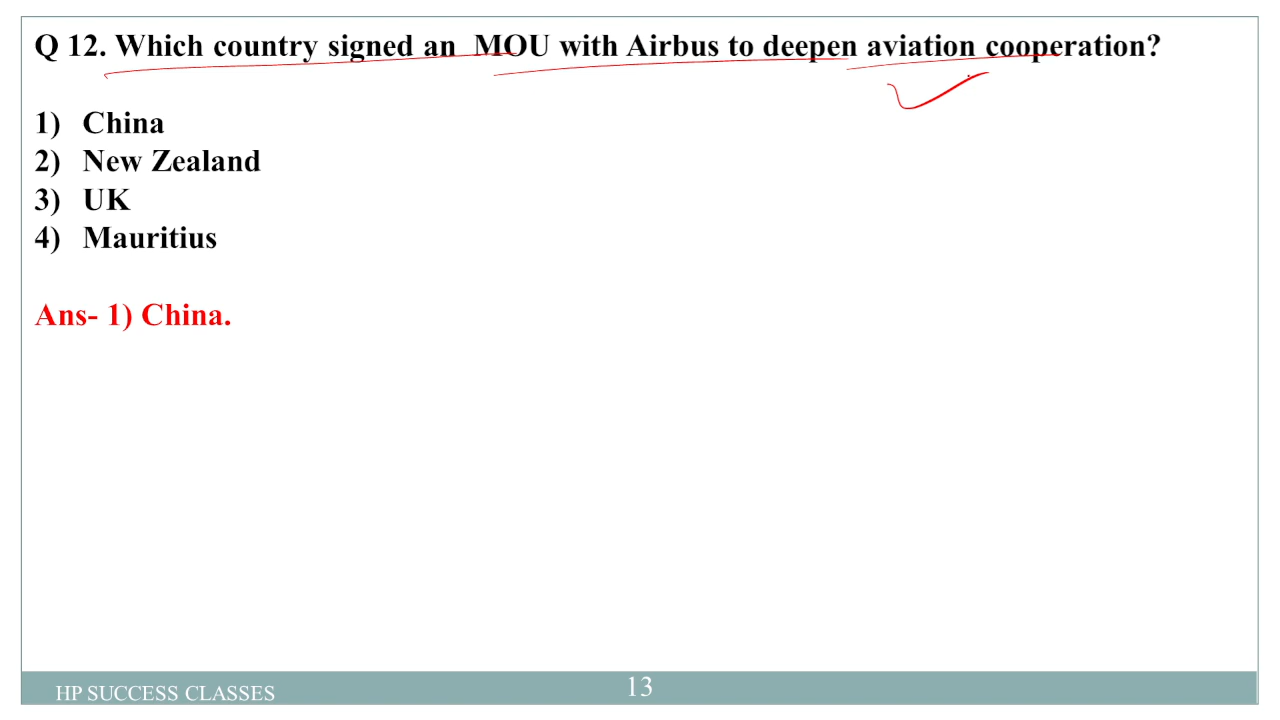 Q 12. Which country signed an MOU with Airbus to deepen aviation cooperation?
1) China
2) New Zealand
3) UK
4) Mauritius
Ans- 1) China.
HP SUCCESS CLASSES
13